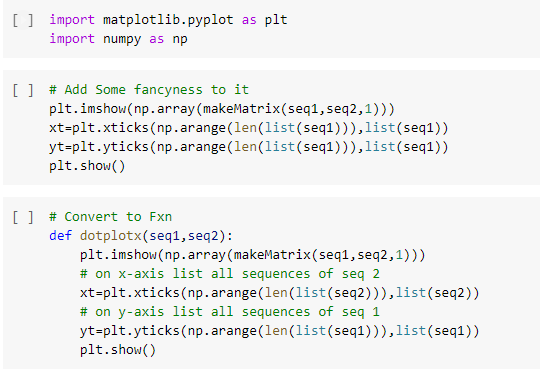 [ ] import matplotlib.pyplot as plt
import numpy as np
[ ] # Add Some fancyness to it
plt.imshow(np.array(makeMatrix(seq1,seq2,1)))
xt=plt.xticks(np.arange(len(list(seq1))),list(seq1))
yt=plt.yticks(np.arange(len(list(seq1))),list(seq1))
plt.show()
[ ] # Convert to Fxn
def dotplotx(seq1,seq2):
    plt.imshow(np.array(makeMatrix(seq1,seq2,1)))
    # on x-axis list all sequences of seq 2
    xt=plt.xticks(np.arange(len(list(seq2))),list(seq2))
    # on y-axis list all sequences of seq 1
    yt=plt.yticks(np.arange(len(list(seq1))),list(seq1))
    plt.show()